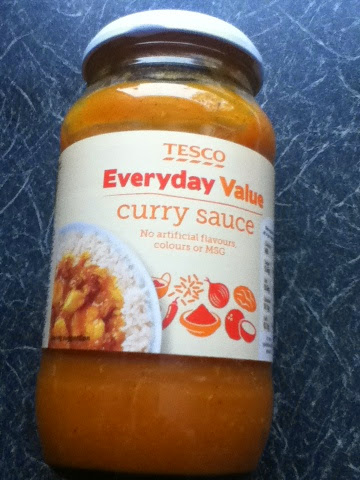 TESCO
Everyday Value
curry sauce
No artificial flavours,
colours or MSG